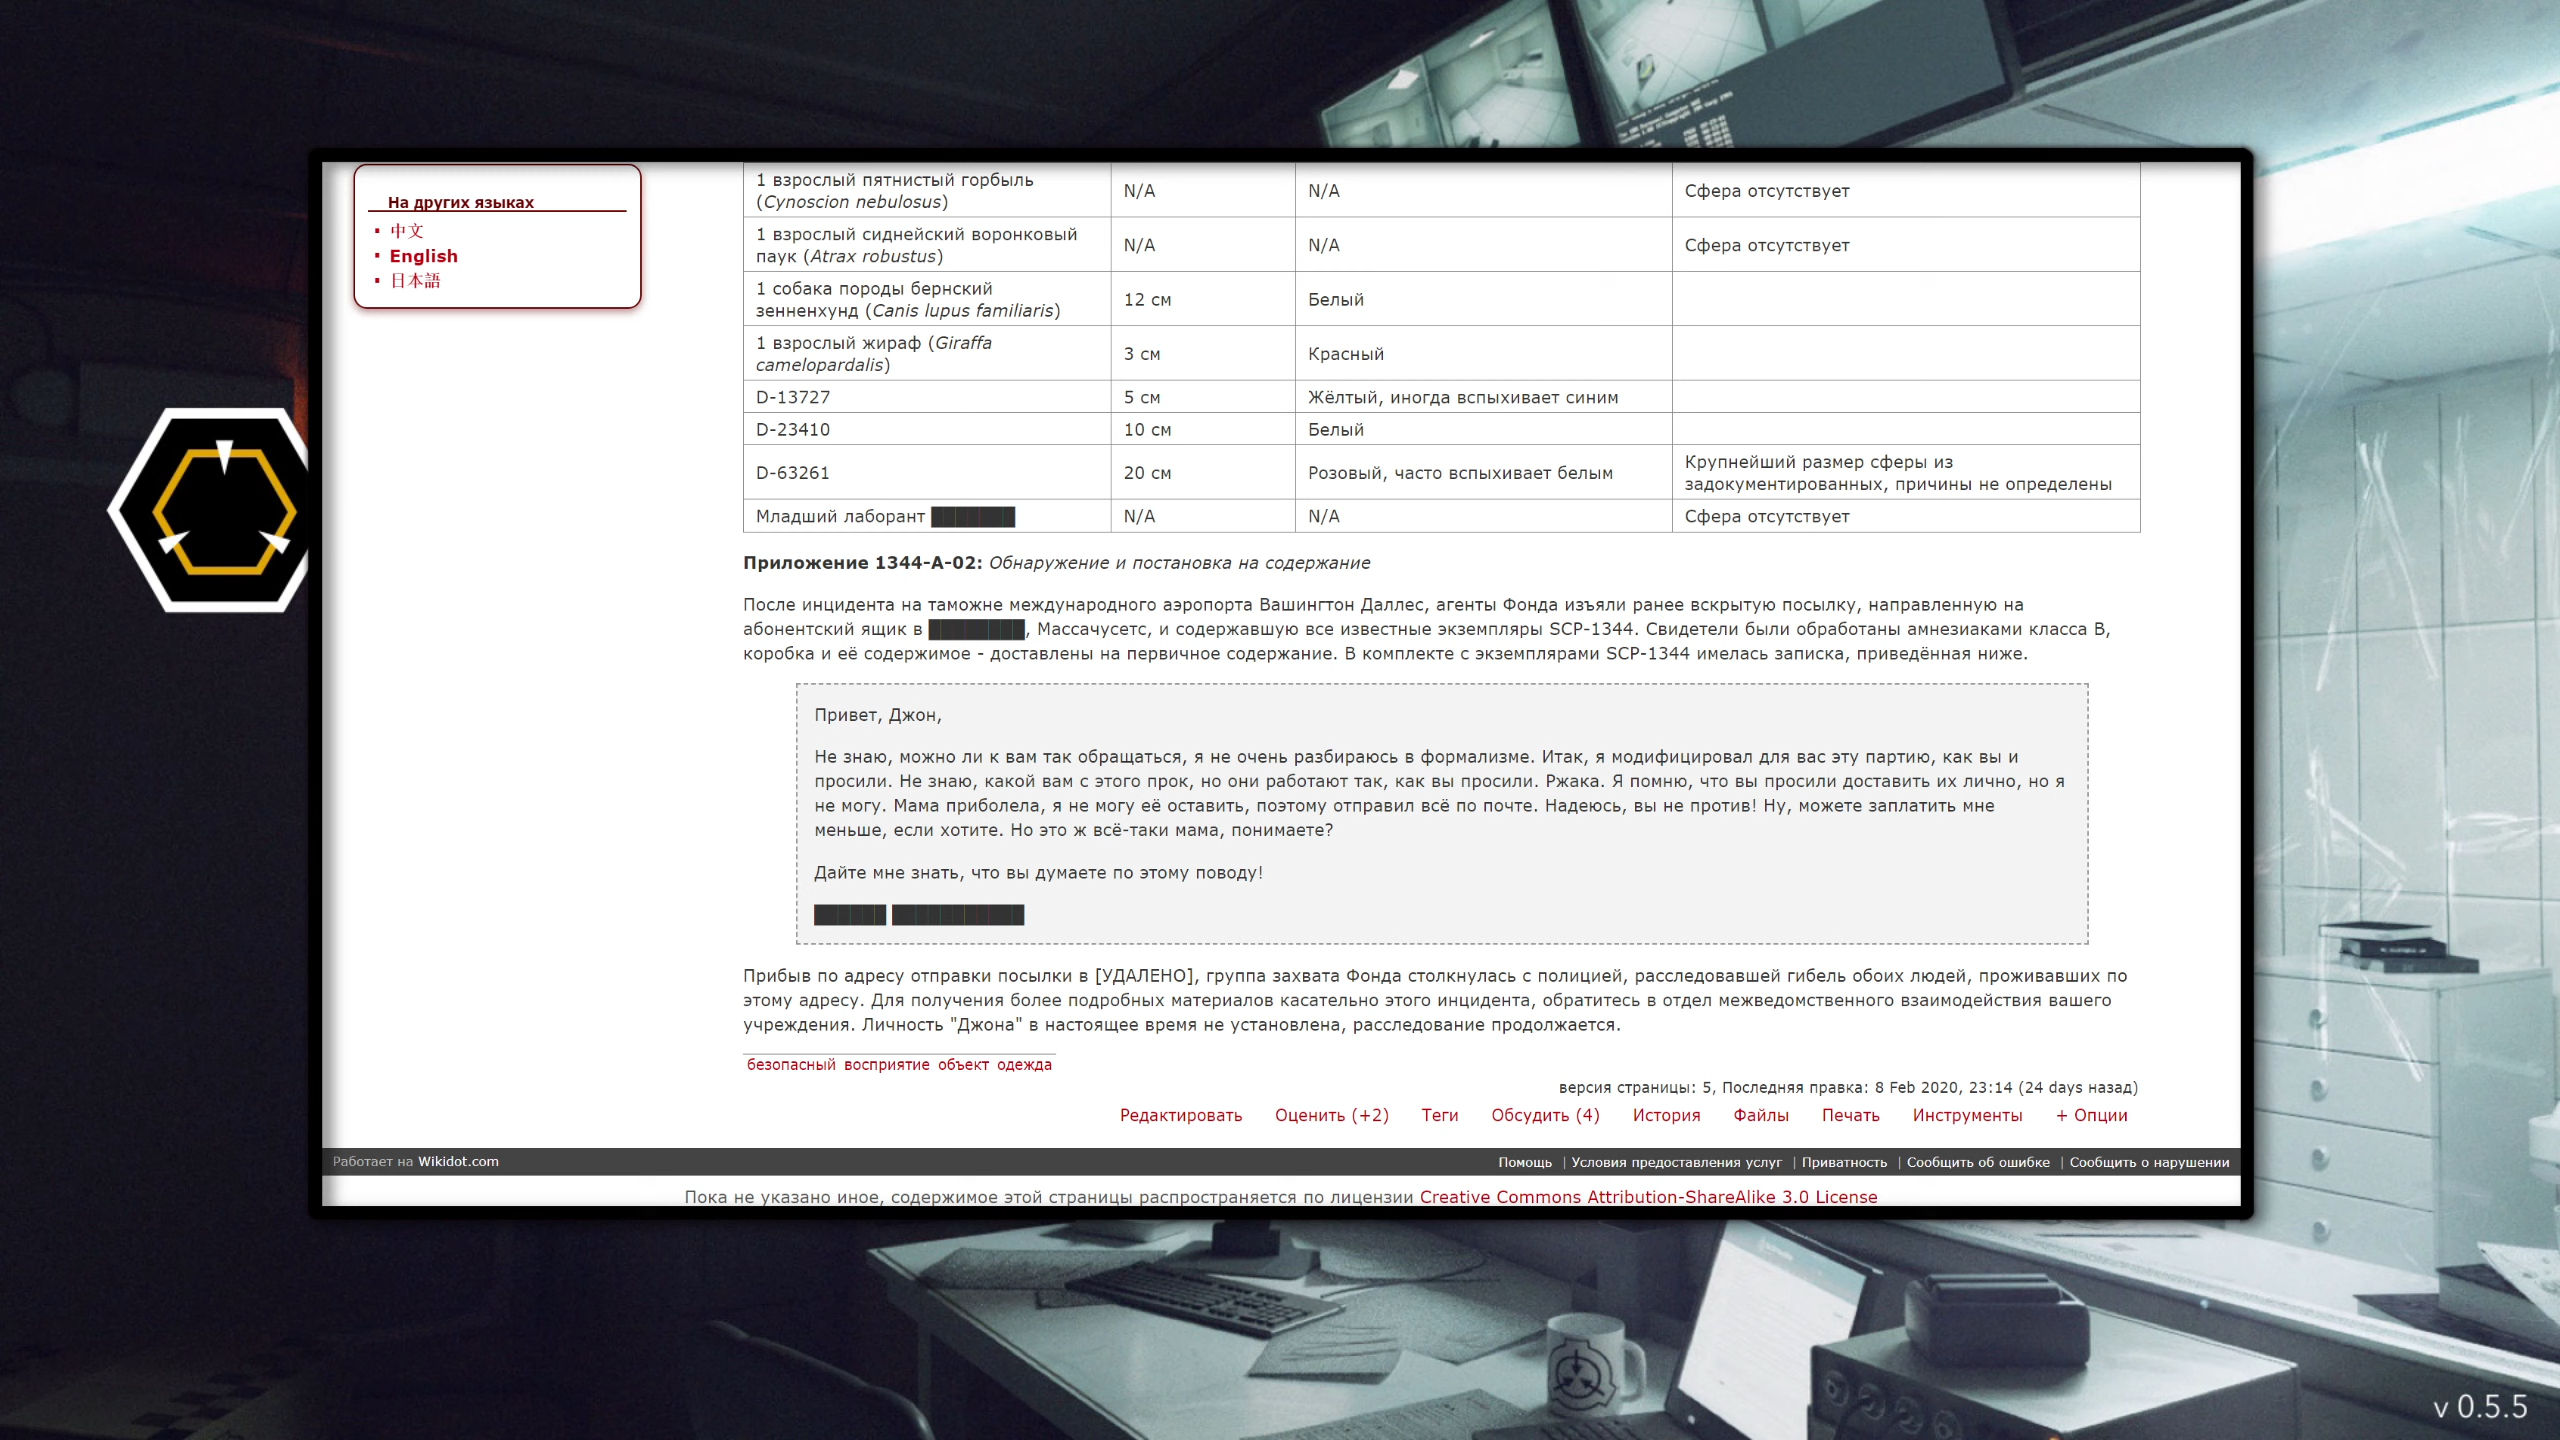 На других языках
中文
English
日本語
1 взрослый пятнистый горбыль
(Cynoscion nebulosus)
N/A
N/A
Сфера отсутствует
1 взрослый сиднейский воронковый
паук (Atrax robustus)
N/A
N/A
Сфера отсутствует
1 собака породы бернский
зенненхунд (Canis lupus familiaris)
12 см
Белый
1 взрослый жираф (Giraffa
camelopardalis)
3 см
Красный
D-13727
5 см
Жёлтый, иногда вспыхивает синим
D-23410
10 см
Белый
D-63261
20 см
Розовый, часто вспыхивает белым
Крупнейший размер сферы из
задокументированных, причины не определены
Младший лаборант ███████
N/A
N/A
Сфера отсутствует
Приложение 1344-A-02: Обнаружение и постановка на содержание
После инцидента на таможне международного аэропорта Вашингтон Даллес, агенты Фонда изъяли ранее вскрытую посылку, направленную на
абонентский ящик в ████████, Массачусетс, и содержавшую все известные экземпляры SCP-1344. Свидетели были обработаны амнезиаками класса B,
коробка и её содержимое - доставлены на первичное содержание. В комплекте с экземплярами SCP-1344 имелась записка, приведённая ниже.
Привет, Джон,
Не знаю, можно ли к вам так обращаться, я не очень разбираюсь в формализме. Итак, я модифицировал для вас эту партию, как вы и
просили. Не знаю, какой вам с этого прок, но они работают так, как вы просили. Ржака. Я помню, что вы просили доставить их лично, но я
не могу. Мама приболела, я не могу её оставить, поэтому отправил всё по почте. Надеюсь, вы не против! Ну, можете заплатить мне
меньше, если хотите. Но это ж всё-таки мама, понимаете?
Дайте мне знать, что вы думаете по этому поводу!
██████ ███████████
Прибыв по адресу отправки посылки в [УДАЛЕНО], группа захвата Фонда столкнулась с полицией, расследовавшей гибель обоих людей, проживавших по
этому адресу. Для получения более подробных материалов касательно этого инцидента, обратитесь в отдел межведомственного взаимодействия вашего
учреждения. Личность "Джона" в настоящее время не установлена, расследование продолжается.
безопасный восприятие объект одежда
версия страницы: 5, Последняя правка: 8 Feb 2020, 23:14 (24 days назад)
Редактировать Оценить (+2) Теги Обсудить (4) История Файлы Печать Инструменты + Опции
Работает на Wikidot.com
Помощь | Условия предоставления услуг | Приватность | Сообщить об ошибке | Сообщить о нарушении
Пока не указано иное, содержимое этой страницы распространяется по лицензии Creative Commons Attribution-ShareAlike 3.0 License
v 0.5.5